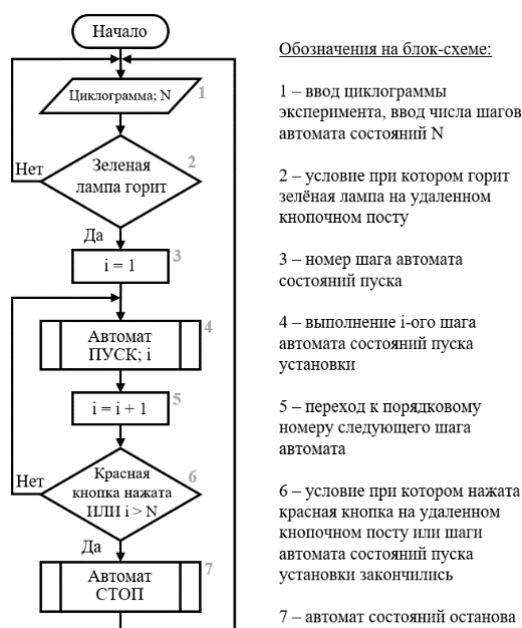 Начало
Циклограмма; N
1
Зеленая
лампа горит
2
Нет
Да
i = 1
3
Автомат
ПУСК; i
4
i = i + 1
5
Красная
кнопка нажата
ИЛИ i > N
6
Нет
Да
Автомат
СТОП
7
Обозначения на блок-схеме:
1 – ввод циклограммы
эксперимента, ввод числа шагов
автомата состояний N
2 – условие при котором горит
зелёная лампа на удаленном
кнопочном посту
3 – номер шага автомата
состояний пуска
4 – выполнение i-ого шага
автомата состояний пуска
установки
5 – переход к порядковому
номеру следующего шага
автомата
6 – условие при котором нажата
красная кнопка на удаленном
кнопочном посту или шаги
автомата состояний пуска
установки закончились
7 – автомат состояний останова